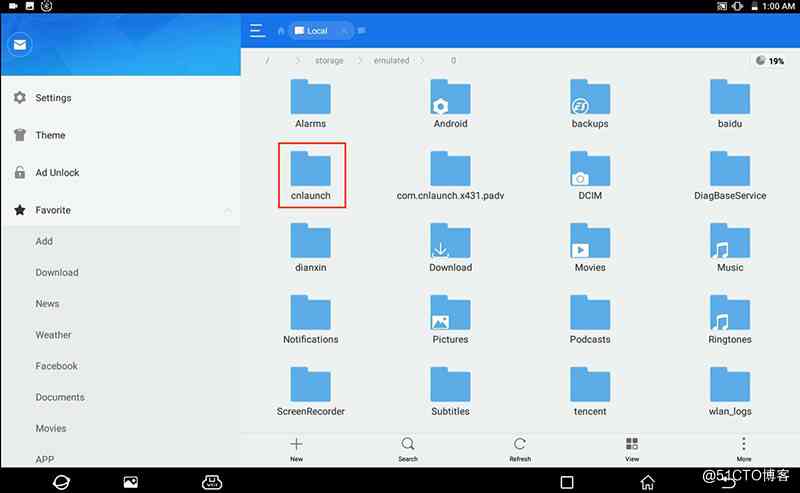 1:00 AM
Local
/ storage emulated 0
19%
Settings
Theme
Ad Unlock
Favorite
Add
Download
News
Weather
Facebook
Documents
Movies
APP
Alarms Android backups baidu
cnlaunch com.cnlaunch.x431.padv DCIM DiagBaseService
dianxin Download Movies Music
Notifications Pictures Podcasts Ringtones
ScreenRecorder Subtitles tencent wlan_logs
New Search Refresh View More
@51CTO博客